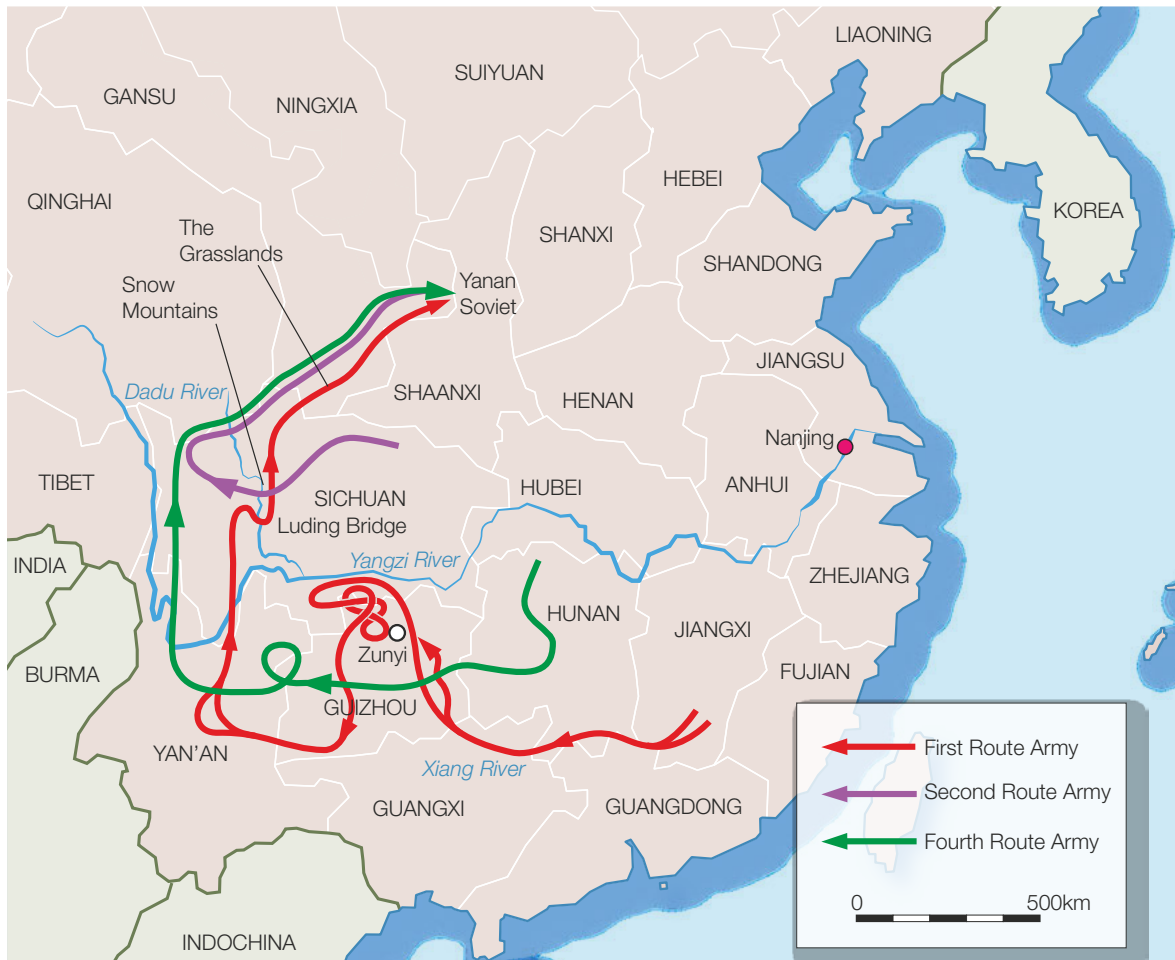 LIAONING
SUIYUAN
GANSU
NINGXIA
HEBEI
QINGHAI
KOREA
The
Grasslands
SHANXI
SHANDONG
Snow
Mountains
Yanan
Soviet
JIANGSU
Dadu River
SHAANXI
HENAN
Nanjing
TIBET
ANHUI
SICHUAN
HUBEI
Luding Bridge
Yangzi River
INDIA
ZHEJIANG
HUNAN
JIANGXI
Zunyi
BURMA
FUJIAN
GUIZHOU
YAN'AN
Xiang River
GUANGXI
GUANGDONG
INDOCHINA
First Route Army
Second Route Army
Fourth Route Army
0 500km